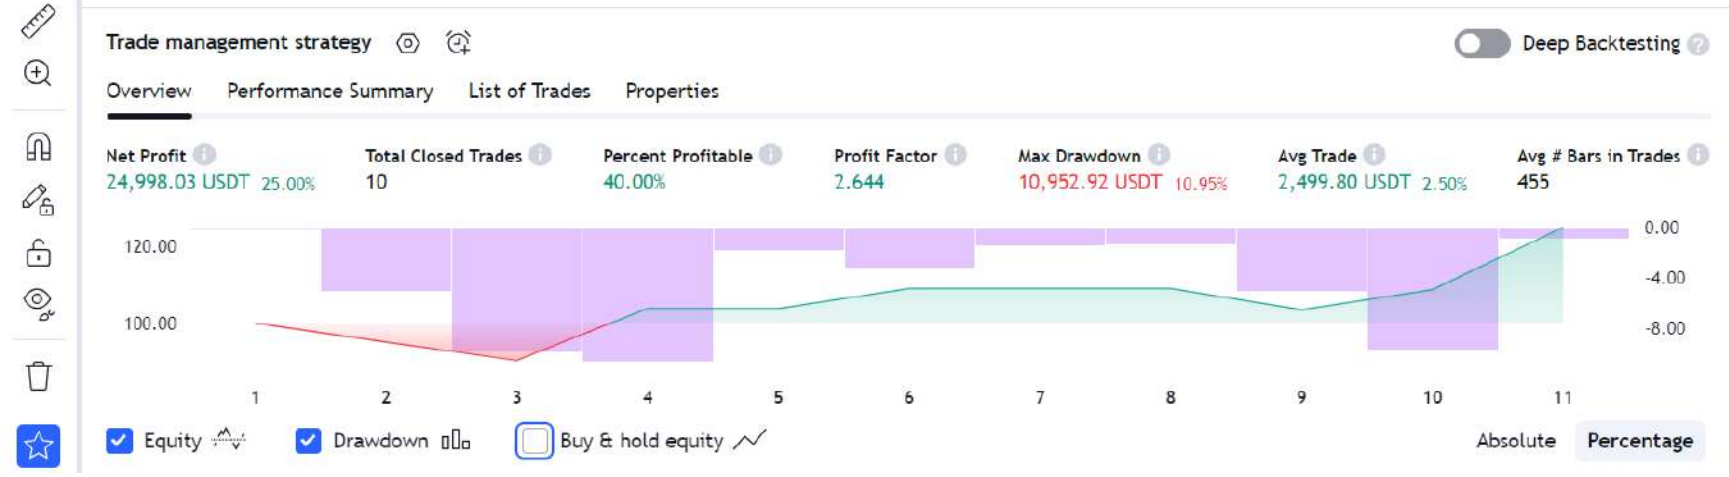 Trade management strategy
Deep Backtesting
Overview Performance Summary List of Trades Properties
Net Profit Total Closed Trades Percent Profitable Profit Factor Max Drawdown Avg Trade Avg # Bars in Trades
24,998.03 USDT 25.00% 10 40.00% 2.644 10,952.92 USDT 10.95% 2,499.80 USDT 2.50% 455
0.00
120.00
-4.00
100.00
-8.00
1 2 3 4 5 6 7 8 9 10 11
Equity Drawdown Buy & hold equity Absolute Percentage